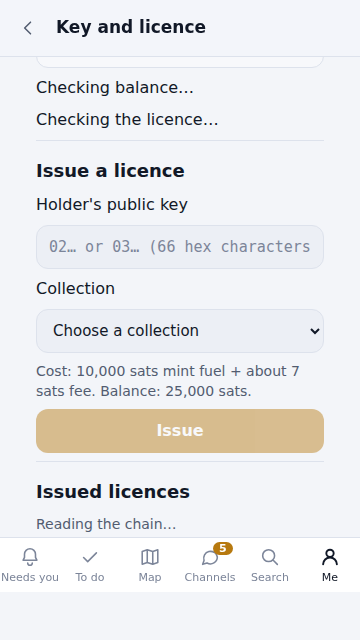 Key and licence
Checking balance…
Checking the licence…
Issue a licence
Holder's public key
02… or 03… (66 hex characters
Collection
Choose a collection
Cost: 10,000 sats mint fuel + about 7
sats fee. Balance: 25,000 sats.
Issue
Issued licences
Reading the chain…
5
Needs you
To do
Map
Channels
Search
Me